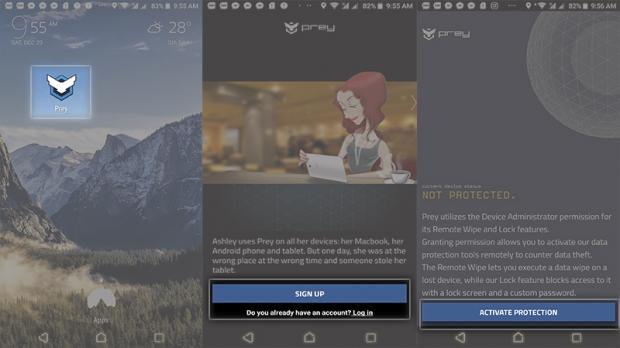 83% 9:55 AM
9:55 AM
SAT, DEC 29
28°
Prey
Apps
82% 9:55 AM
prey
Ashley uses Prey on all her devices: her Macbook, her
Android phone and tablet. But one day, she was at the
wrong place at the wrong time and someone stole her
tablet.
SIGN UP
Do you already have an account? Log in
82% 9:56 AM
prey
current device status
NOT PROTECTED.
Prey utilizes the Device Administrator permission for
its Remote Wipe and Lock features.
Granting permission allows you to activate our data
protection tools remotely to counter data theft.
The Remote Wipe lets you execute a data wipe on a
lost device, while our Lock feature blocks access to it
with a lock screen and a custom password.
ACTIVATE PROTECTION